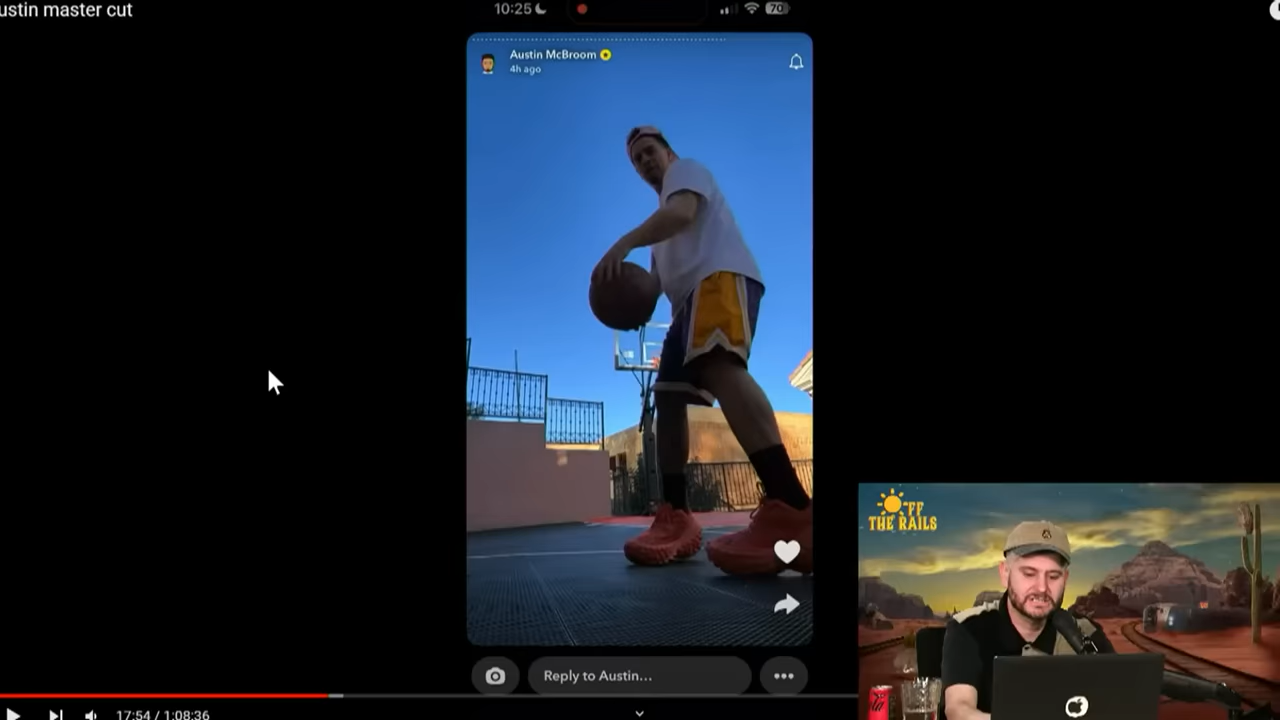 ustin master cut
10:25
70
Austin McBroom
4h ago
Reply to Austin...
FF
THE RAILS
17:54 / 1:08:36